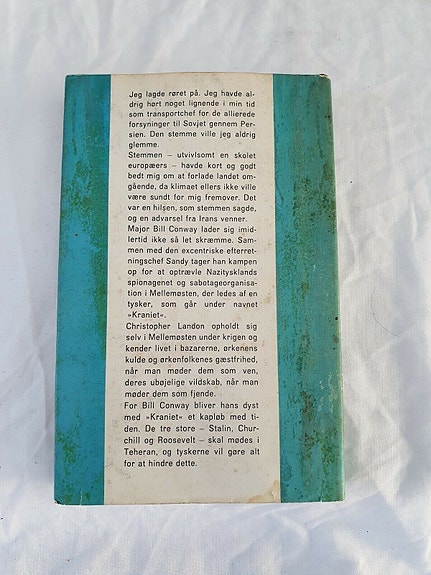 Jeg lagde røret på. Jeg havde al-
drig hørt noget lignende i min tid
som transportchef for de allierede
forsyninger til Sovjet gennem Per-
sien. Den stemme ville jeg aldrig
glemme.
Stemmen – utvivlsomt en skolet
europæers – havde kort og godt
bedt mig om at forlade landet om-
gående, da klimaet ellers ikke ville
være sundt for mig fremover. Det
var en hilsen, som stemmen sagde,
og en advarsel fra Irans venner.
Major Bill Conway lader sig imid-
lertid ikke så let skræmme. Sam-
men med den excentriske efterret-
ningschef Sandy tager han kampen
op for at optrævle Nazitysklands
spionagenet og sabotageorganisa-
tion i Mellemøsten, der ledes af en
tysker, som går under navnet
»Kraniet«.
Christopher Landon opholdt sig
selv i Mellemøsten under krigen og
kender livet i bazarerne, ørkenens
kulde og ørkenfolkenes gæstfrihed,
når man møder dem som ven,
deres ubøjelige vildskab, når man
møder dem som fjende.
For Bill Conway bliver hans dyst
med »Kraniet« et kapløb med ti-
den. De tre store – Stalin, Chur-
chill og Roosevelt – skal mødes i
Teheran, og tyskerne vil gøre alt
for at hindre dette.